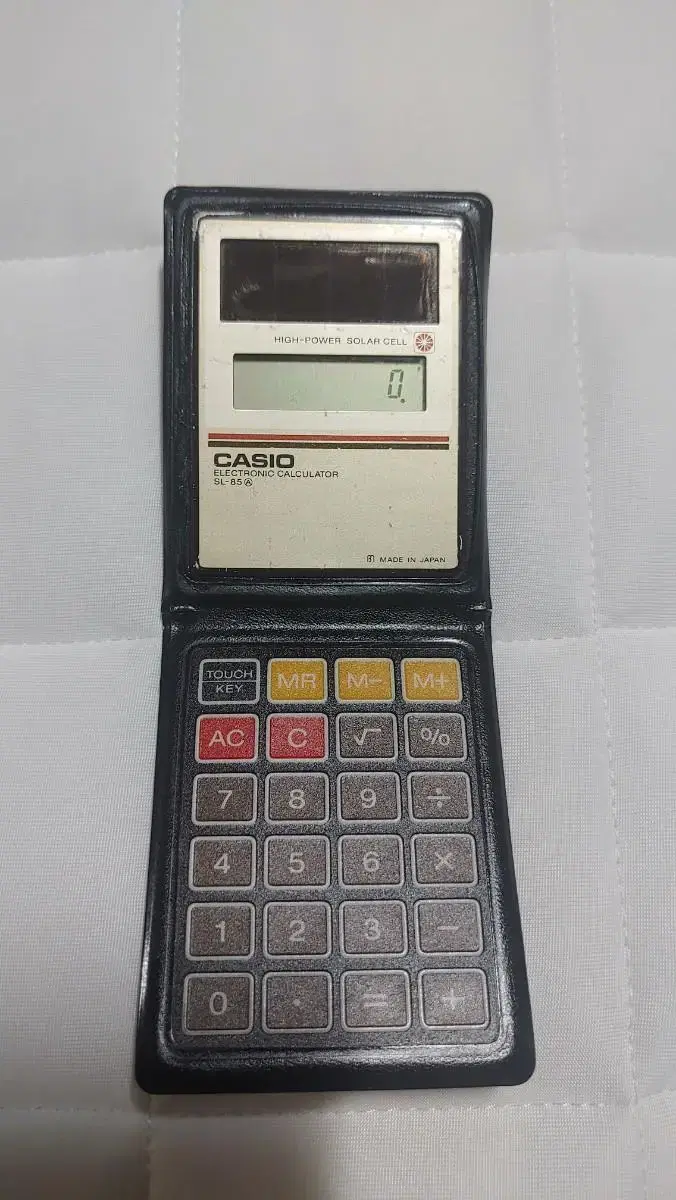 HIGH-POWER SOLAR CELL
0.
CASIO
ELECTRONIC CALCULATOR
SL-85 Ⓐ
MADE IN JAPAN
TOUCH KEY MR M- M+
AC C √ %
7 8 9 ÷
4 5 6 ×
1 2 3 −
0 · = +